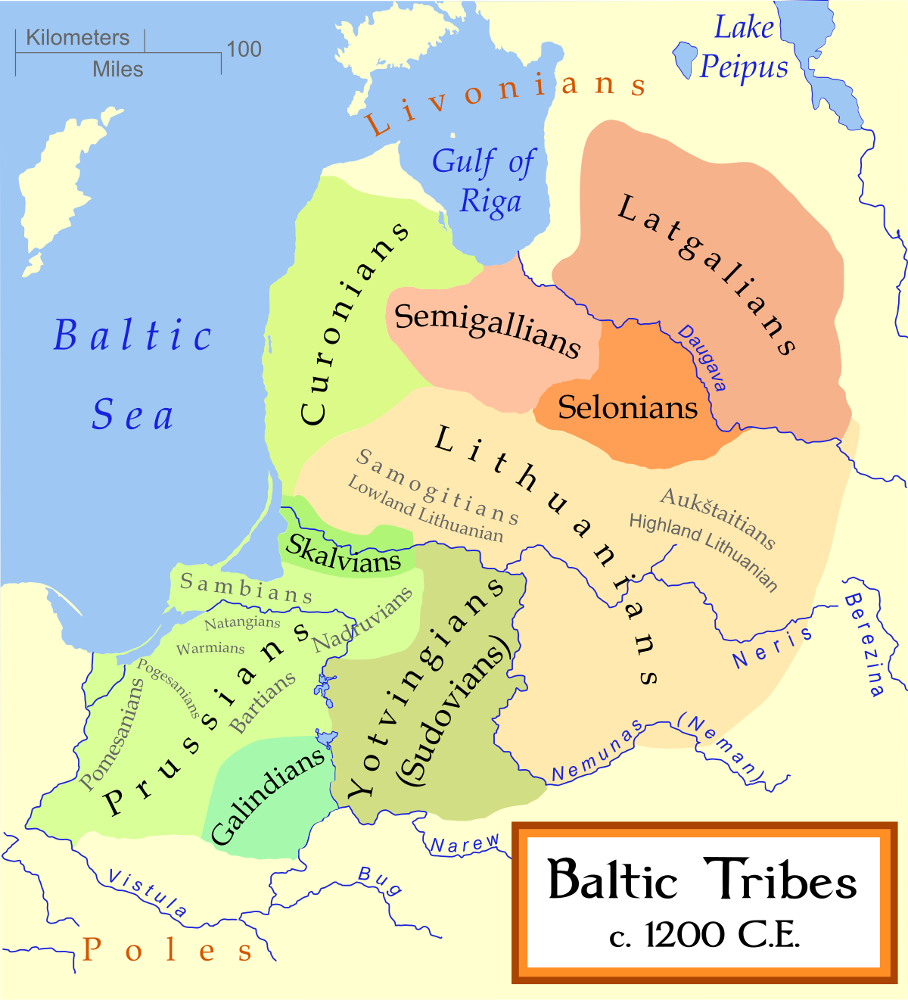 Kilometers
100
Miles
Lake
Peipus
Livonians
Gulf of
Riga
Latgalians
Curonians
Semigallians
Baltic
Sea
Daugava
Selonians
Lithuanians
Samogitians
Lowland Lithuanian
Aukštaitians
Highland Lithuanian
Skalvians
Sambians
Natangians
Nadruvians
Warmians
Pogesanians
Prussians
Bartians
Pomesanians
Yotvingians
(Sudovians)
Galindians
Neris
Berezina
Nemunas
(Neman)
Narew
Bug
Vistula
Poles
Baltic Tribes
c. 1200 C.E.